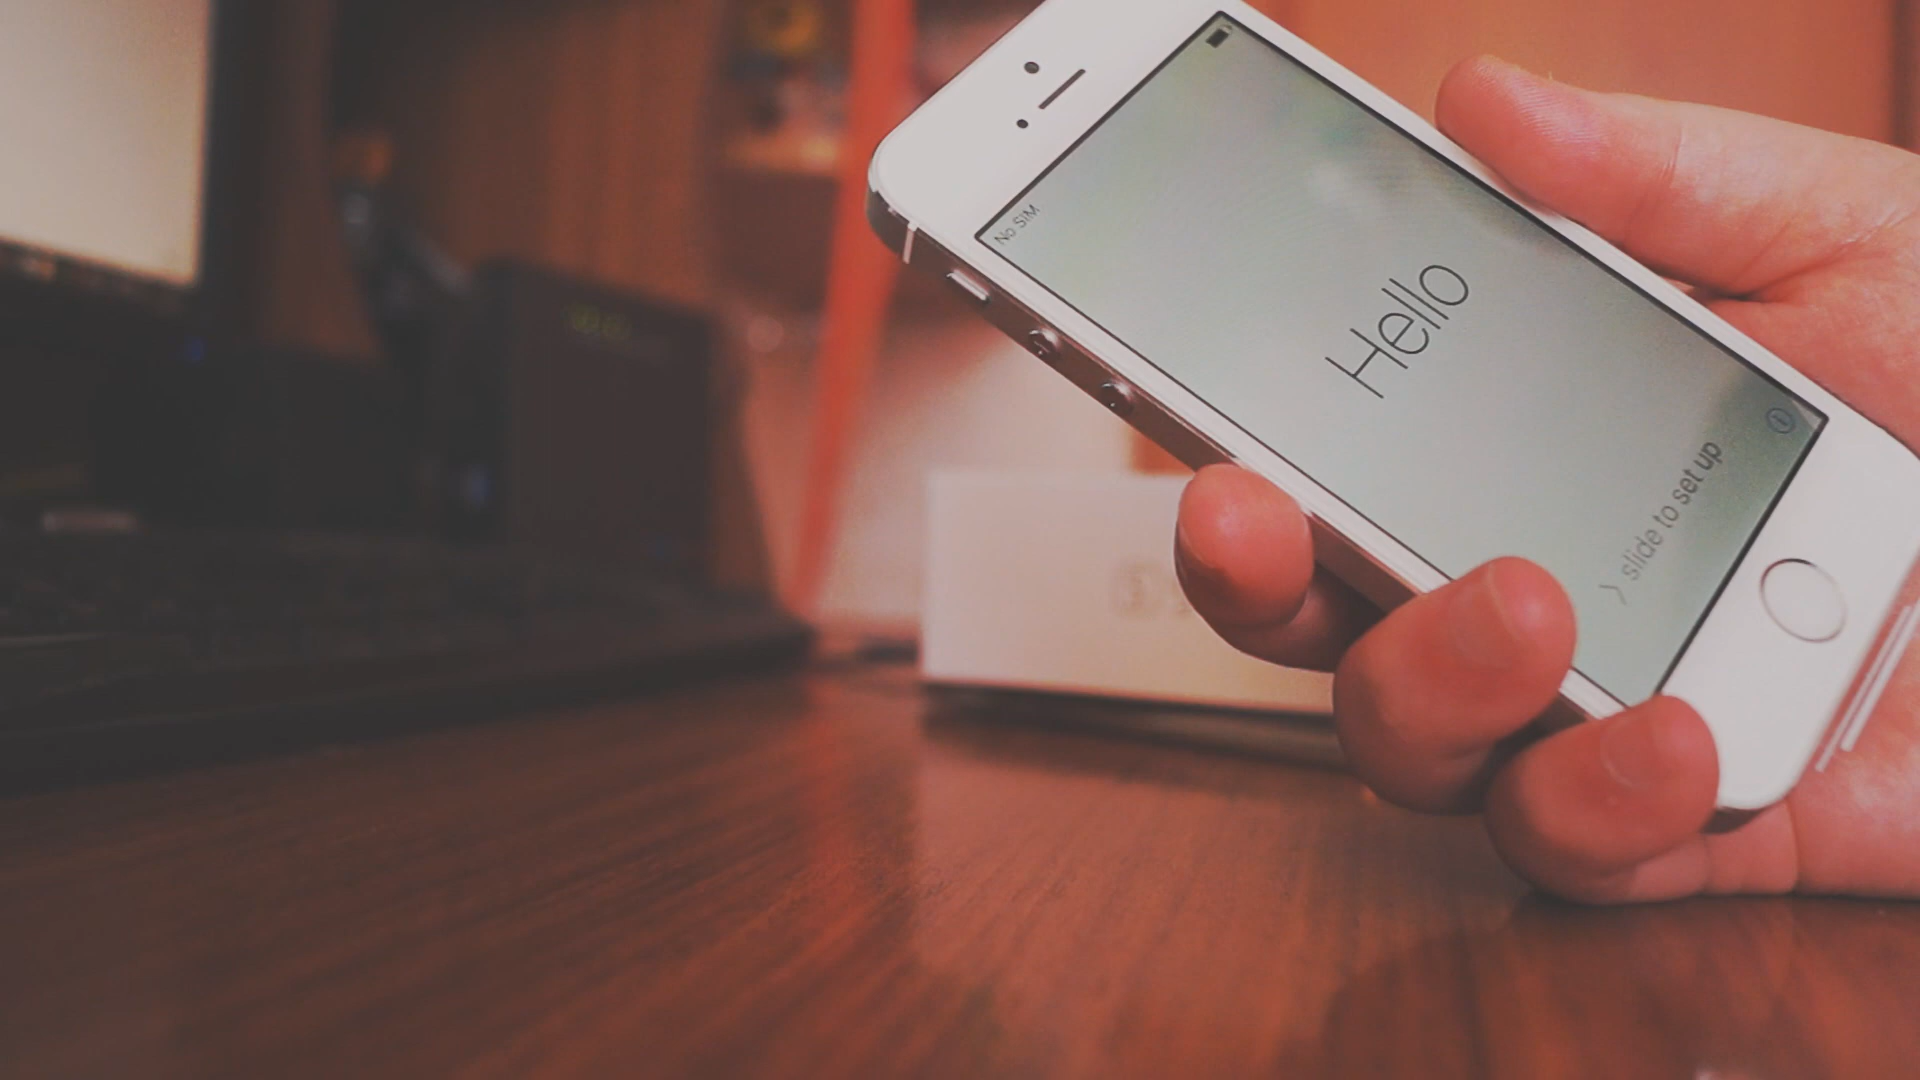 No SIM
Hello
> slide to set up